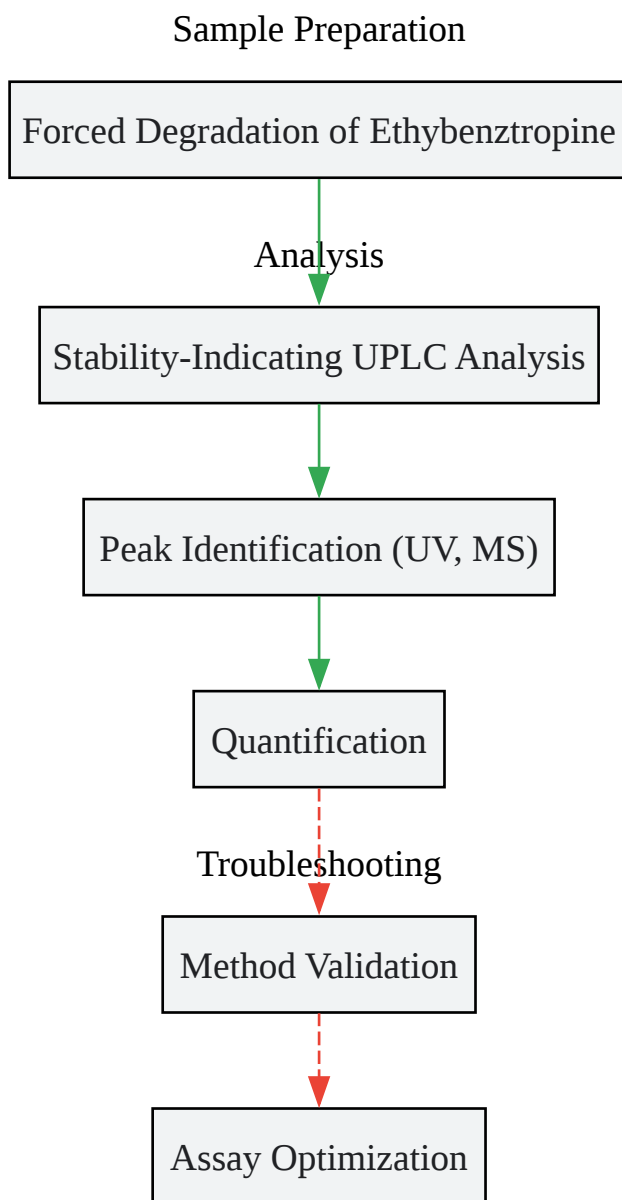 Sample Preparation
Forced Degradation of Ethybenztropine
Analysis
Stability-Indicating UPLC Analysis
Peak Identification (UV, MS)
Quantification
Troubleshooting
Method Validation
Assay Optimization